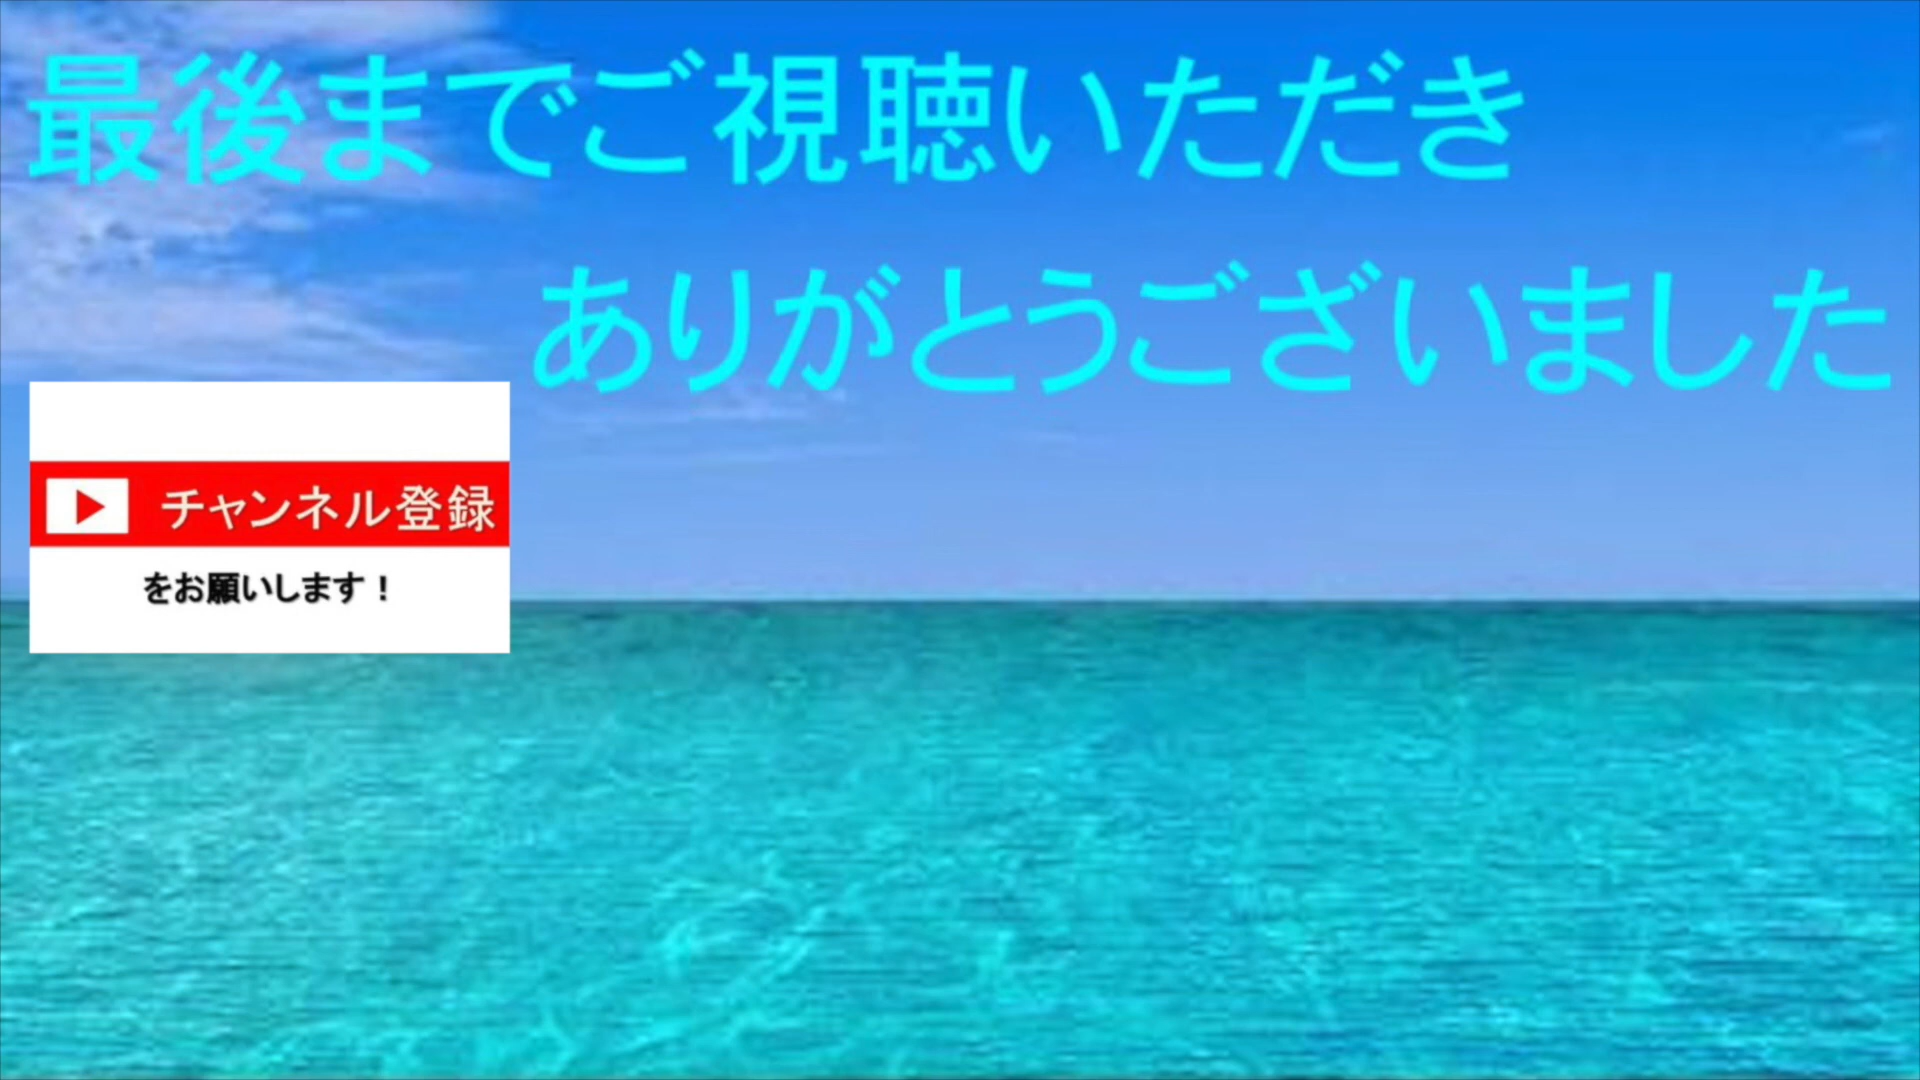 最後までご視聴いただき
ありがとうございました
チャンネル登録
をお願いします！